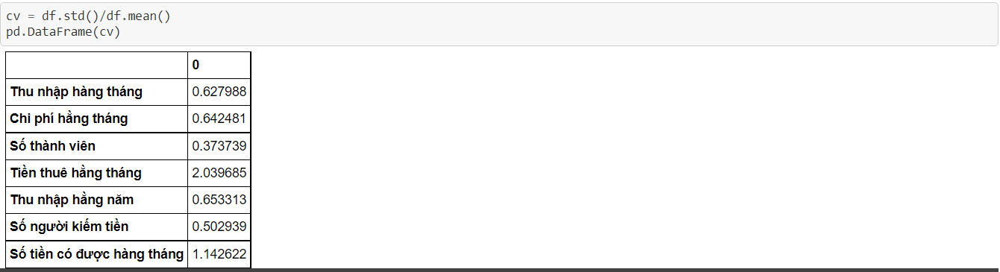 cv = df.std()/df.mean()
pd.DataFrame(cv)
0
Thu nhập hàng tháng 0.627988
Chi phí hằng tháng 0.642481
Số thành viên 0.373739
Tiền thuê hằng tháng 2.039685
Thu nhập hằng năm 0.653313
Số người kiếm tiền 0.502939
Số tiền có được hàng tháng 1.142622